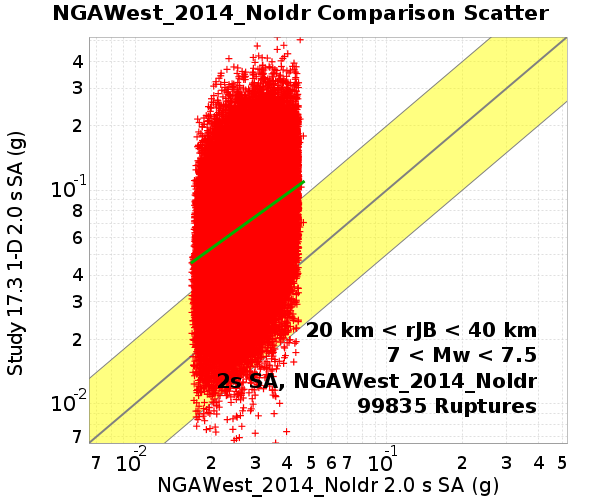 NGAWest_2014_NoIdr Comparison Scatter
Study 17.3 1-D 2.0 s SA (g)
4
3
2
10^-1
8
6
4
3
2
10^-2
7
20 km < rJB < 40 km
7 < Mw < 7.5
2s SA, NGAWest_2014_NoIdr
99835 Ruptures
7 10^-2 2 3 4 5 6 7 10^-1 2 3 4 5
NGAWest_2014_NoIdr 2.0 s SA (g)